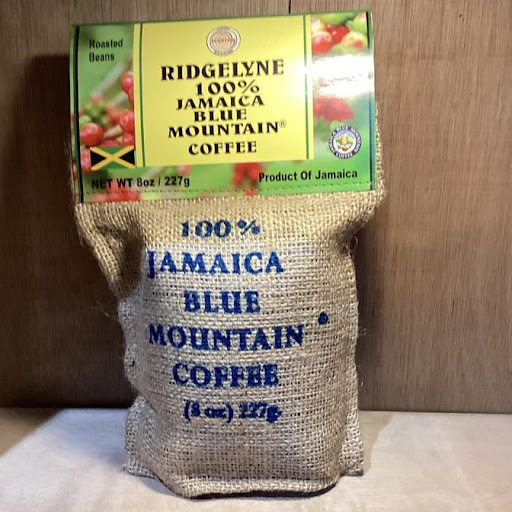 Roasted
Beans
RIDGELYNE
100%
JAMAICA
BLUE
MOUNTAIN®
COFFEE
NET WT 8oz / 227g
Product Of Jamaica
100%
JAMAICA
BLUE
MOUNTAIN ®
COFFEE
(8 oz) 227g